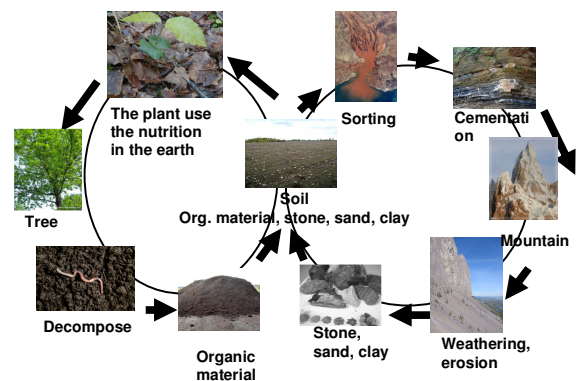 The plant use
the nutrition
in the earth
Sorting
Cementati
on
Tree
Soil
Org. material, stone, sand, clay
Mountain
Decompose
Organic
material
Stone,
sand, clay
Weathering,
erosion